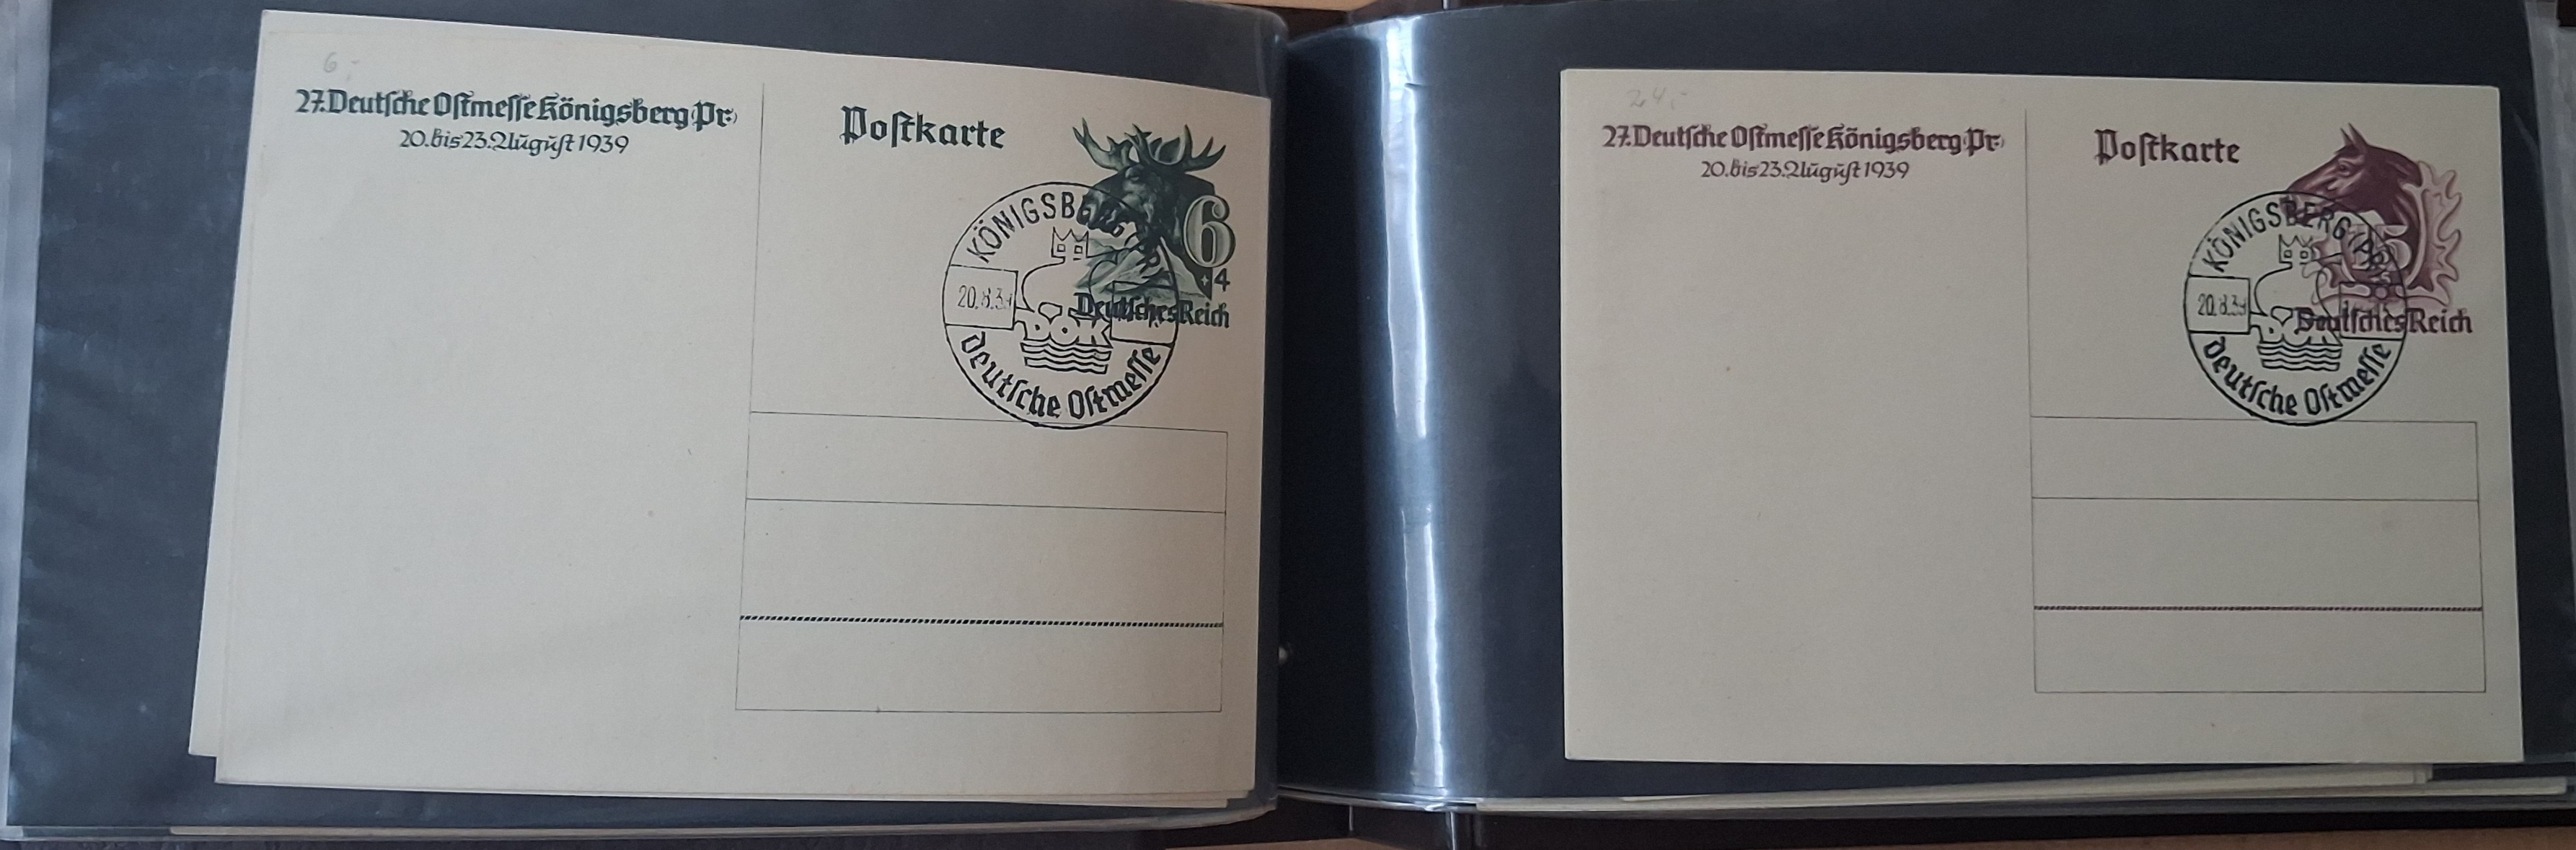 6,-
27. Deutsche Ostmesse Königsberg (Pr)
20. bis 23. August 1939
Postkarte
6
+4
Deutsches Reich
KÖNIGSBERG (PR)
20.8.39
DOK
Deutsche Ostmesse
24,-
27. Deutsche Ostmesse Königsberg (Pr)
20. bis 23. August 1939
Postkarte
Deutsches Reich
KÖNIGSBERG (PR)
20.8.39
DOK
Deutsche Ostmesse